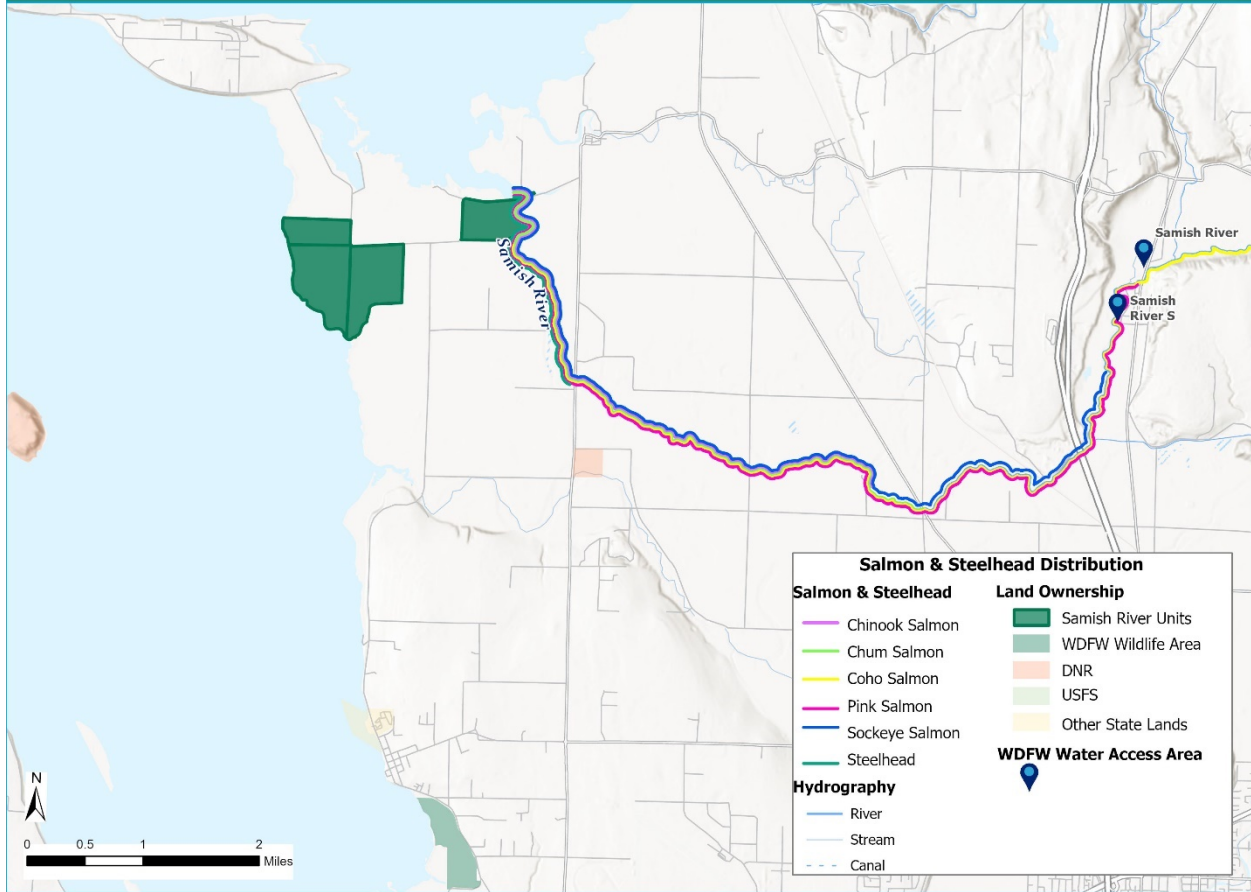 Samish River
Samish
River S
Samish River
Salmon & Steelhead Distribution
Salmon & Steelhead
Chinook Salmon
Chum Salmon
Coho Salmon
Pink Salmon
Sockeye Salmon
Steelhead
Hydrography
River
Stream
Canal
Land Ownership
Samish River Units
WDFW Wildlife Area
DNR
USFS
Other State Lands
WDFW Water Access Area
N
0 0.5 1 2
Miles